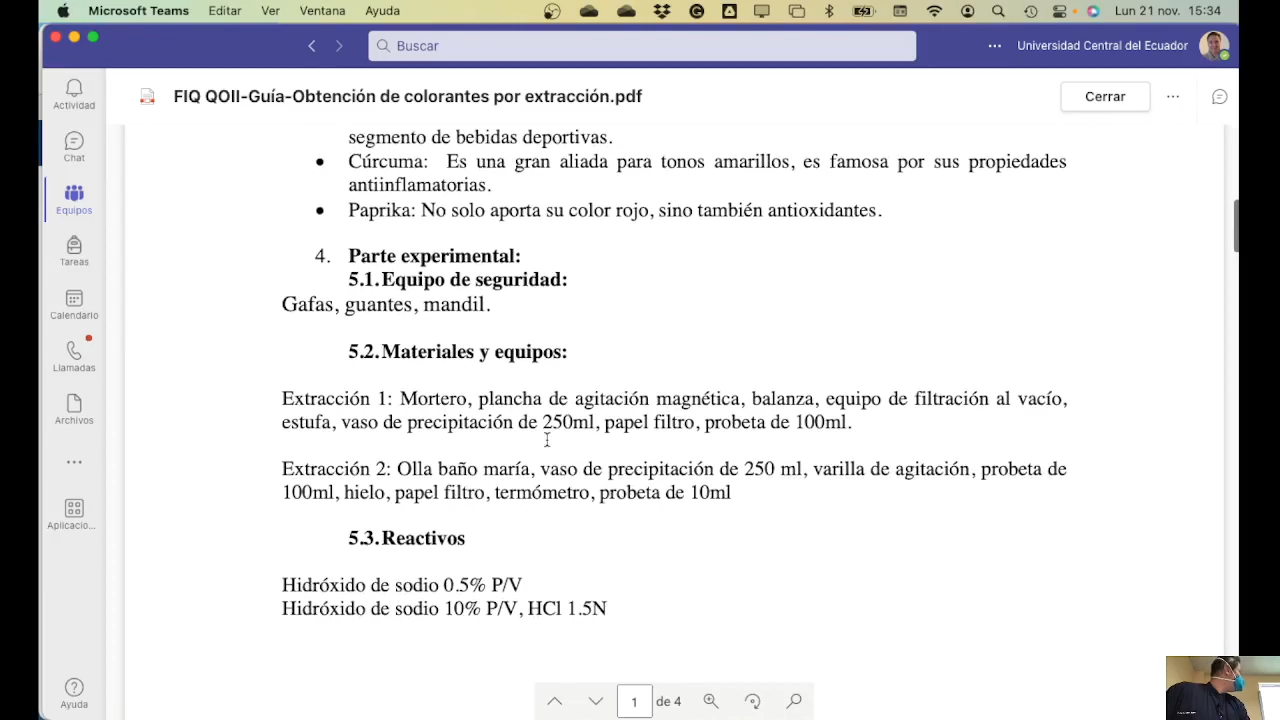 Microsoft Teams Editar Ver Ventana Ayuda Lun 21 nov. 15:34
Buscar
Universidad Central del Ecuador
Actividad
Chat
Equipos
Tareas
Calendario
Llamadas
Archivos
Aplicacio...
Ayuda
FIQ QOII-Guía-Obtención de colorantes por extracción.pdf
Cerrar
segmento de bebidas deportivas.
• Cúrcuma: Es una gran aliada para tonos amarillos, es famosa por sus propiedades
antiinflamatorias.
• Paprika: No solo aporta su color rojo, sino también antioxidantes.
4. Parte experimental:
5.1.Equipo de seguridad:
Gafas, guantes, mandil.
5.2.Materiales y equipos:
Extracción 1: Mortero, plancha de agitación magnética, balanza, equipo de filtración al vacío,
estufa, vaso de precipitación de 250ml, papel filtro, probeta de 100ml.
Extracción 2: Olla baño maría, vaso de precipitación de 250 ml, varilla de agitación, probeta de
100ml, hielo, papel filtro, termómetro, probeta de 10ml
5.3.Reactivos
Hidróxido de sodio 0.5% P/V
Hidróxido de sodio 10% P/V, HCl 1.5N
1 de 4